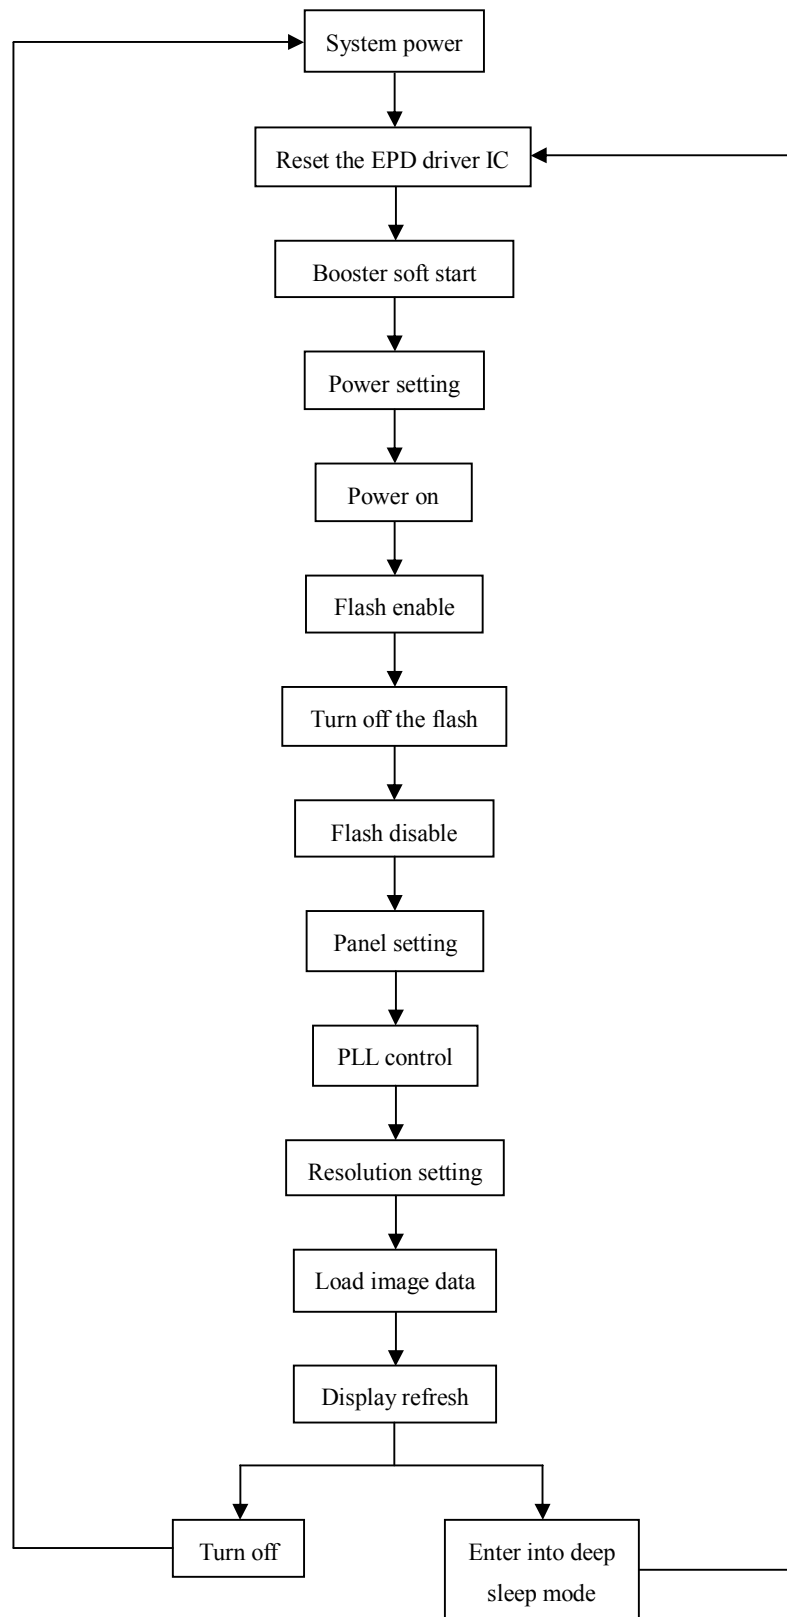 System power
Reset the EPD driver IC
Booster soft start
Power setting
Power on
Flash enable
Turn off the flash
Flash disable
Panel setting
PLL control
Resolution setting
Load image data
Display refresh
Turn off
Enter into deep
sleep mode